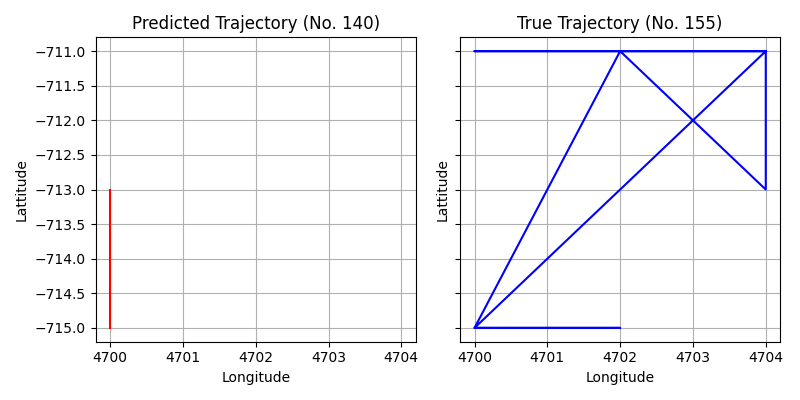 Predicted Trajectory (No. 140)
Lattitude
−711.0
−711.5
−712.0
−712.5
−713.0
−713.5
−714.0
−714.5
−715.0
4700 4701 4702 4703 4704
Longitude
True Trajectory (No. 155)
Lattitude
4700 4701 4702 4703 4704
Longitude